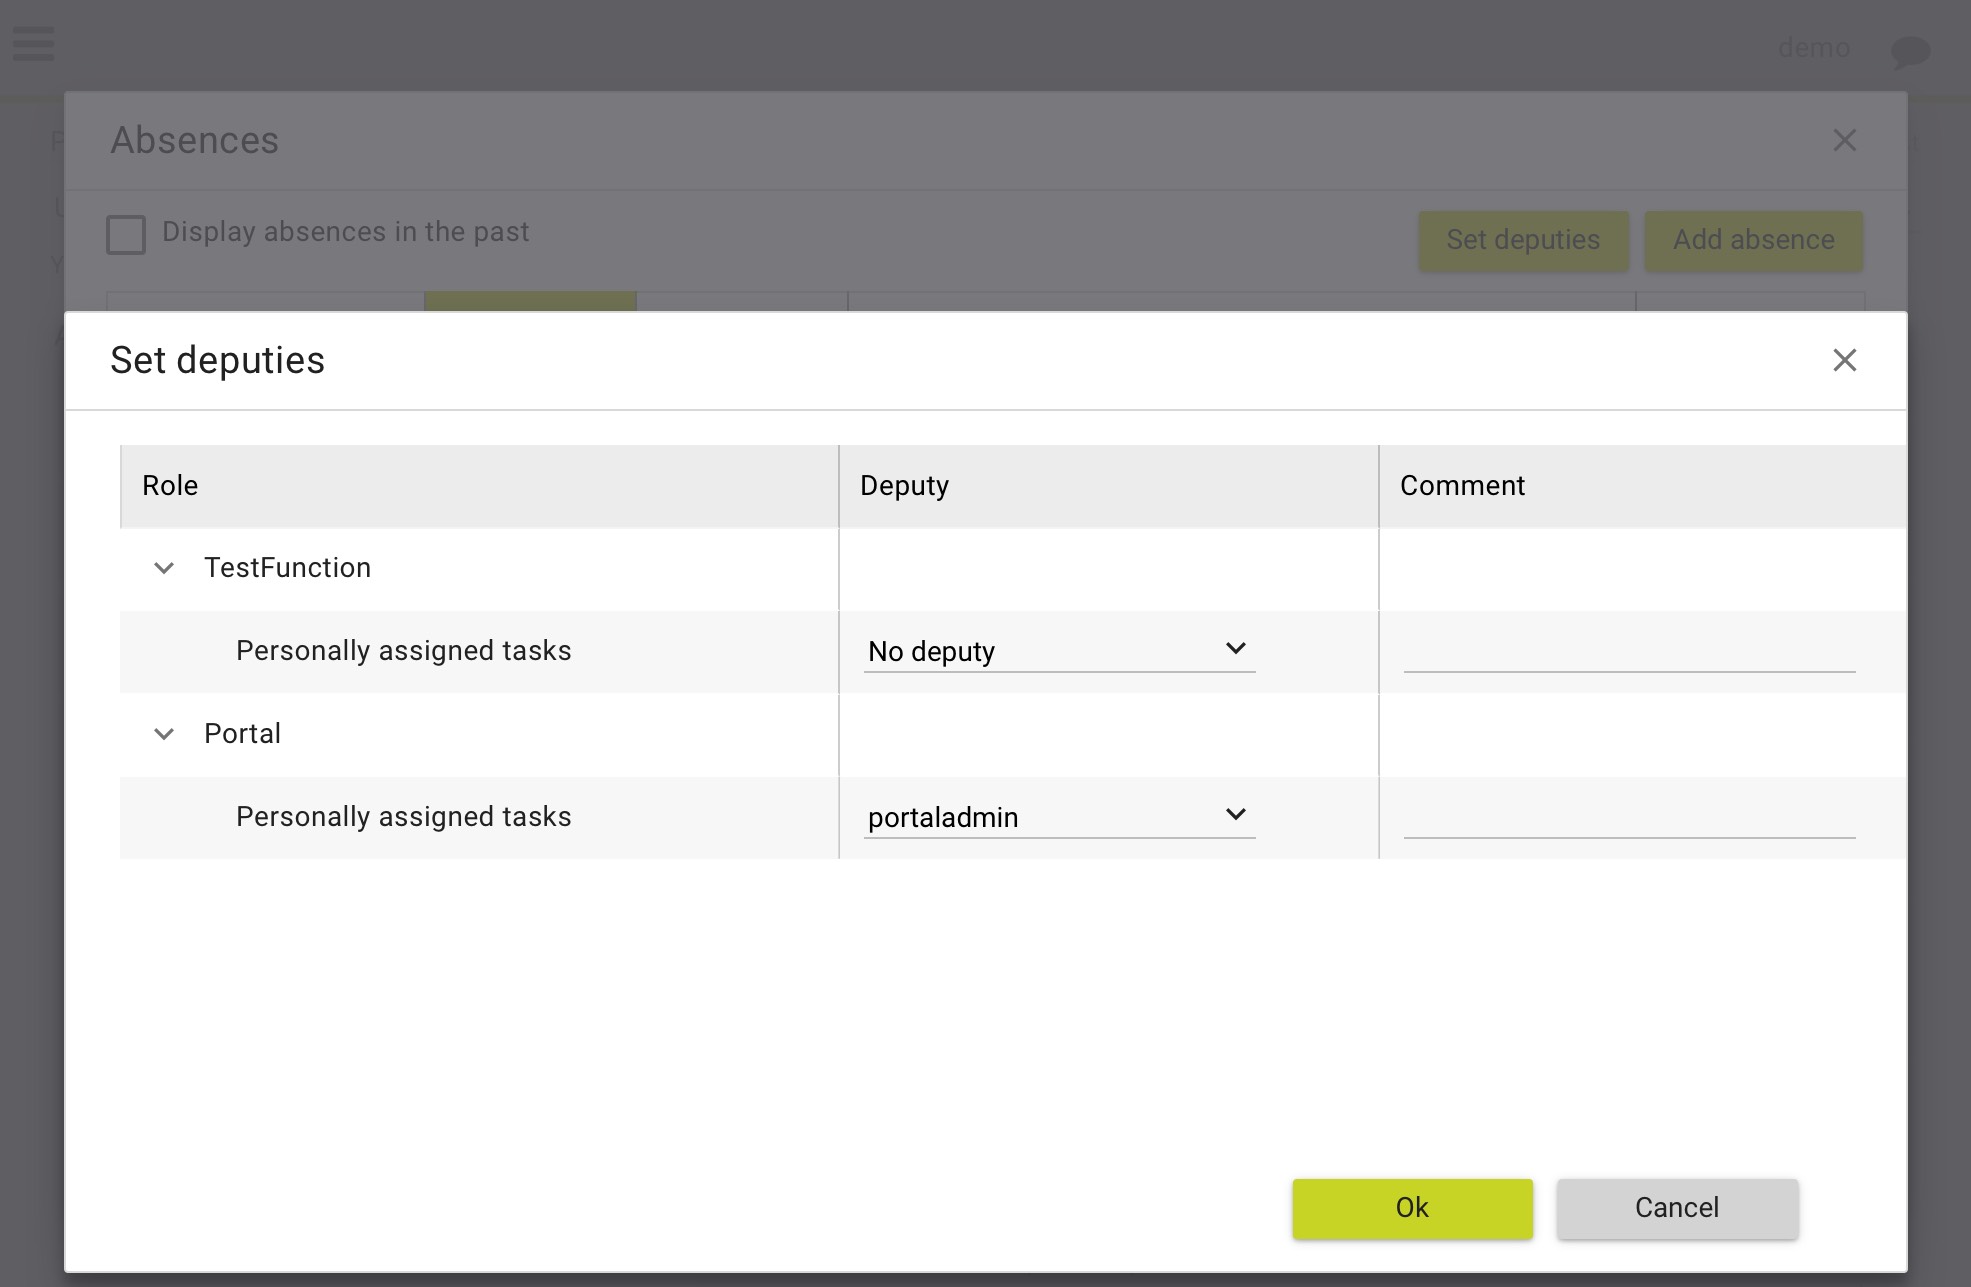 demo
Absences
Display absences in the past
Set deputies
Add absence
Set deputies
Role Deputy Comment
TestFunction
Personally assigned tasks No deputy
Portal
Personally assigned tasks portaladmin
Ok Cancel